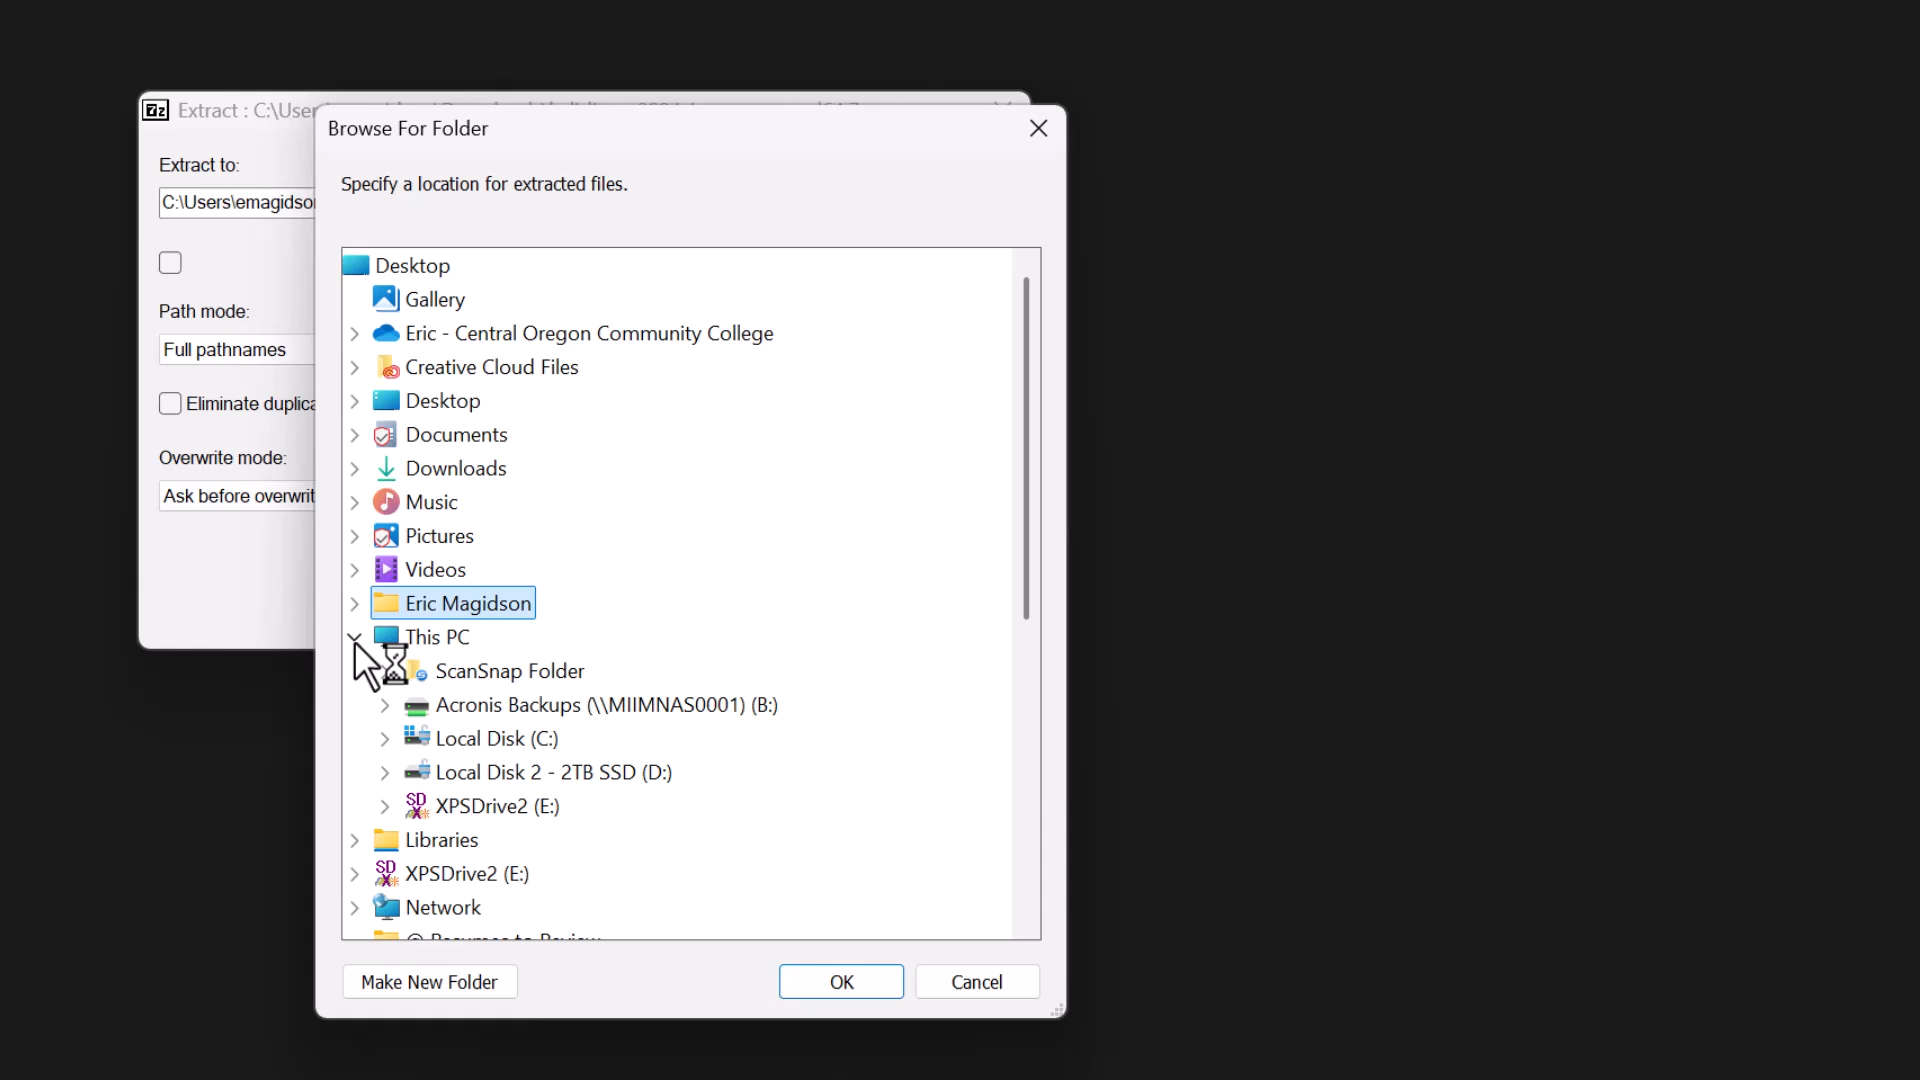 7z Extract : C:\User
Browse For Folder
Extract to:
C:\Users\emagidso
Specify a location for extracted files.
Path mode:
Full pathnames
Eliminate duplica
Overwrite mode:
Ask before overwrit
Desktop
Gallery
Eric - Central Oregon Community College
Creative Cloud Files
Desktop
Documents
Downloads
Music
Pictures
Videos
Eric Magidson
This PC
ScanSnap Folder
Acronis Backups (\\MIIMNAS0001) (B:)
Local Disk (C:)
Local Disk 2 - 2TB SSD (D:)
SD XPSDrive2 (E:)
Libraries
SD XPSDrive2 (E:)
Network
Make New Folder
OK
Cancel